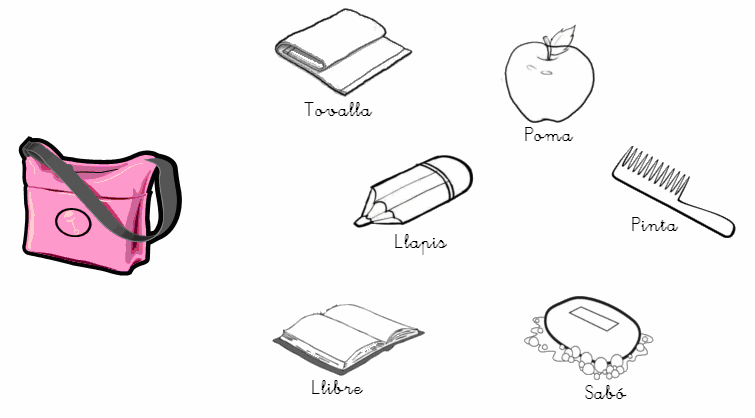 Tovalla
Poma
Llapis
Pinta
Llibre
Sabó